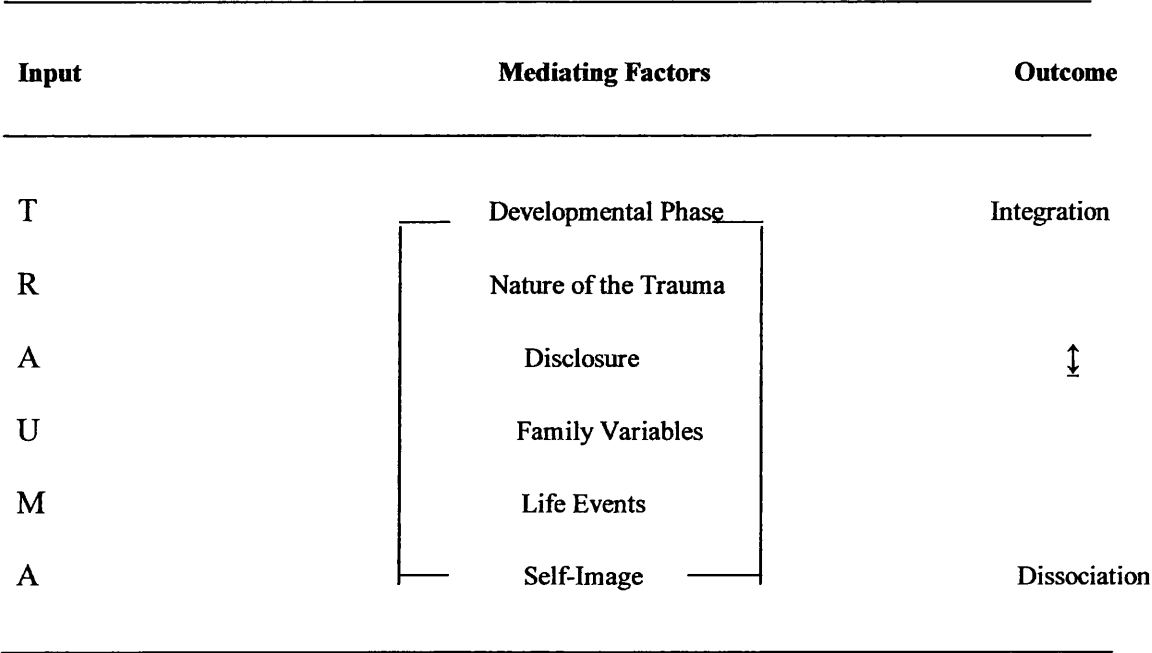 Input Mediating Factors Outcome
T Developmental Phase Integration
R Nature of the Trauma
A Disclosure ↕
U Family Variables
M Life Events
A Self-Image Dissociation